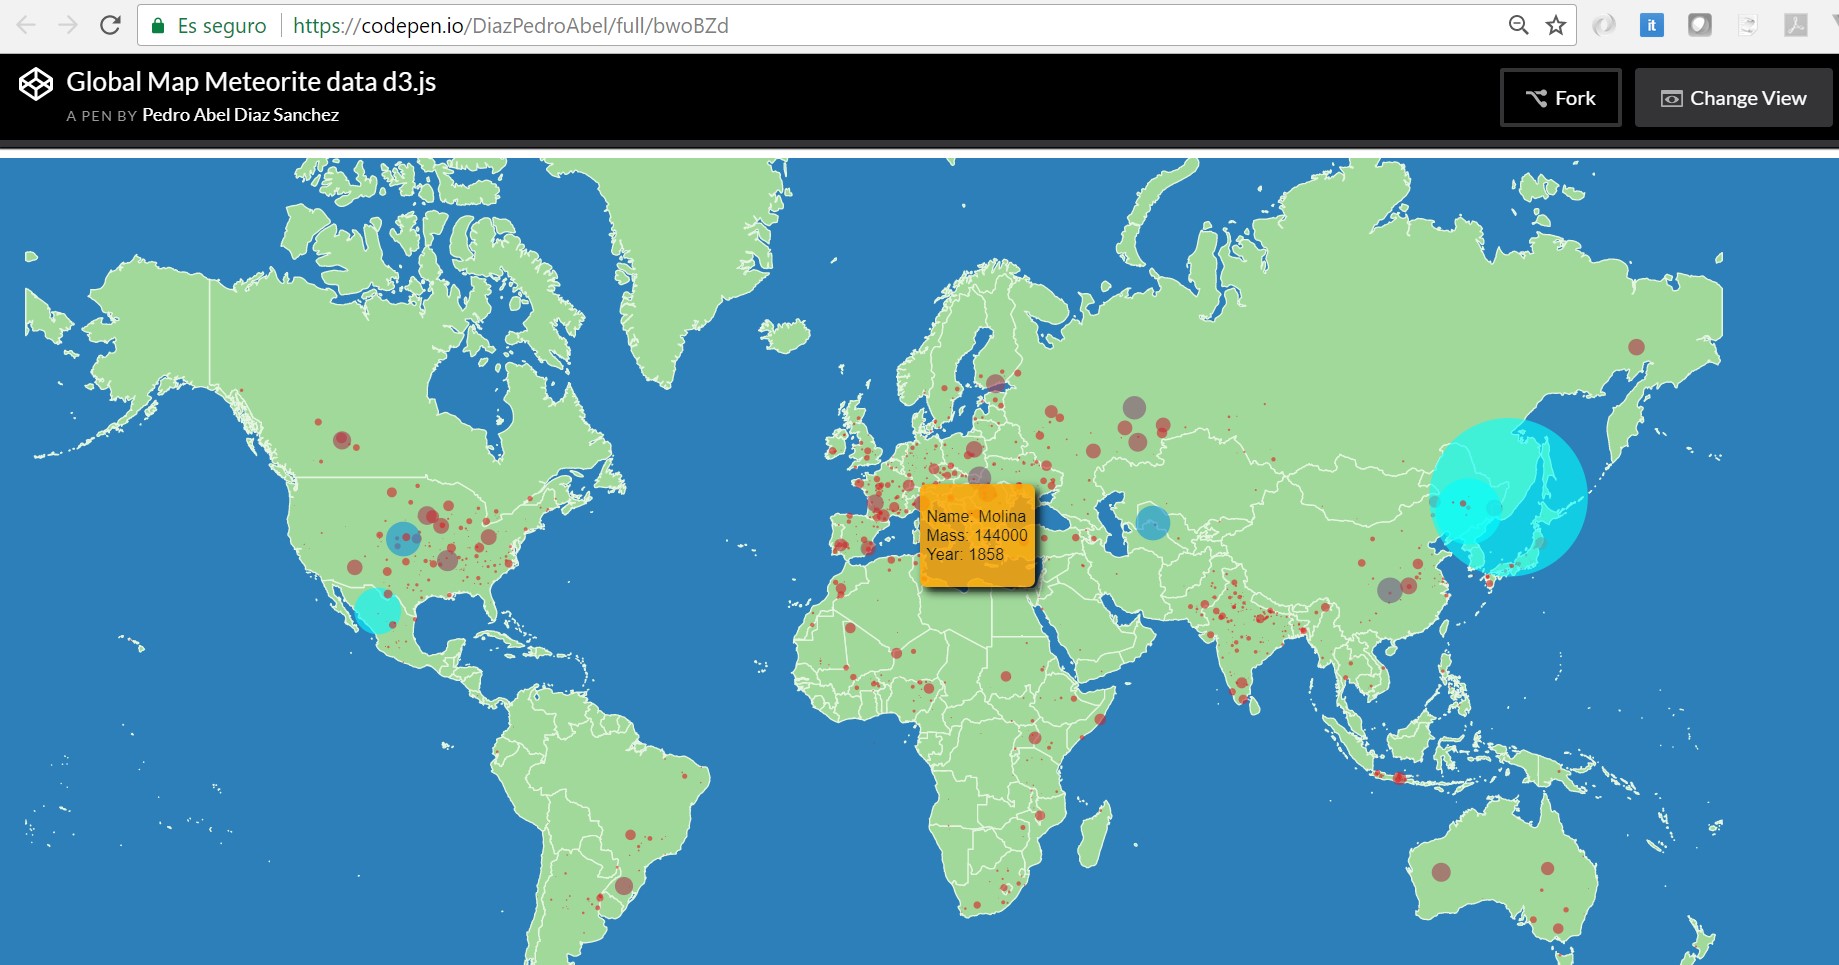 Es seguro https://codepen.io/DiazPedroAbel/full/bwoBZd
it
Global Map Meteorite data d3.js
A PEN BY Pedro Abel Diaz Sanchez
Fork
Change View
Name: Molina
Mass: 144000
Year: 1858